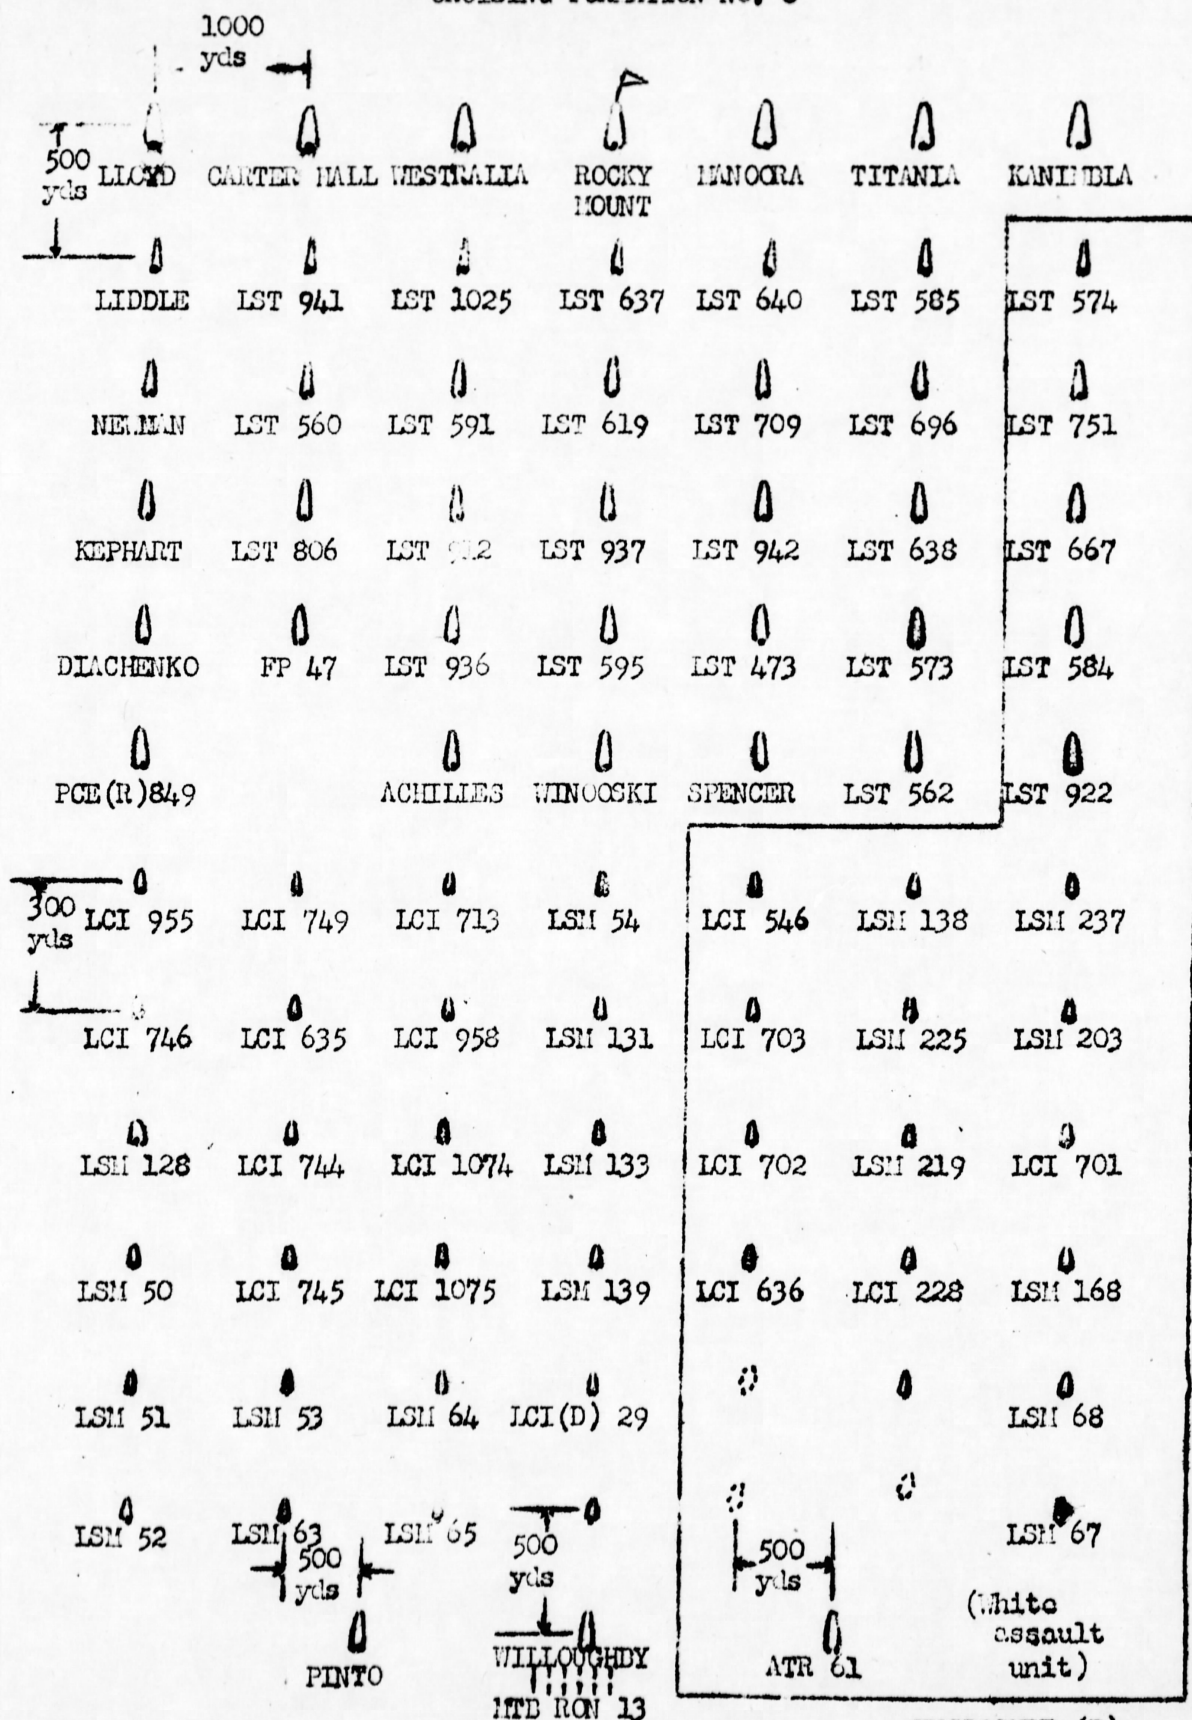 1000
yds
500
yds
LLOYD CARTER HALL WESTRALIA ROCKY MOUNT MANOORA TITANIA KANIMBLA
LIDDLE LST 941 LST 1025 LST 637 LST 640 LST 585 LST 574
NEWMAN LST 560 LST 591 LST 619 LST 709 LST 696 LST 751
KEPHART LST 806 LST LST 937 LST 942 LST 638 LST 667
DIACHENKO FP 47 LST 936 LST 595 LST 473 LST 573 LST 584
PCE(R)849 ACHILLES WINOOSKI SPENCER LST 562 LST 922
300
yds
LCI 955 LCI 749 LCI 713 LSM 54 LCI 546 LSM 138 LSM 237
LCI 746 LCI 635 LCI 958 LSM 131 LCI 703 LSM 225 LSM 203
LSM 128 LCI 744 LCI 1074 LSM 133 LCI 702 LSM 219 LCI 701
LSM 50 LCI 745 LCI 1075 LSM 139 LCI 636 LCI 228 LSM 168
LSM 51 LSM 53 LSM 64 LCI(D) 29 LSM 68
LSM 52 LSM 63 LSM 65 LSM 67
500
yds
500
yds
500
yds
(White
assault
unit)
PINTO WILLOUGHBY ATR 61
MTB RON 13